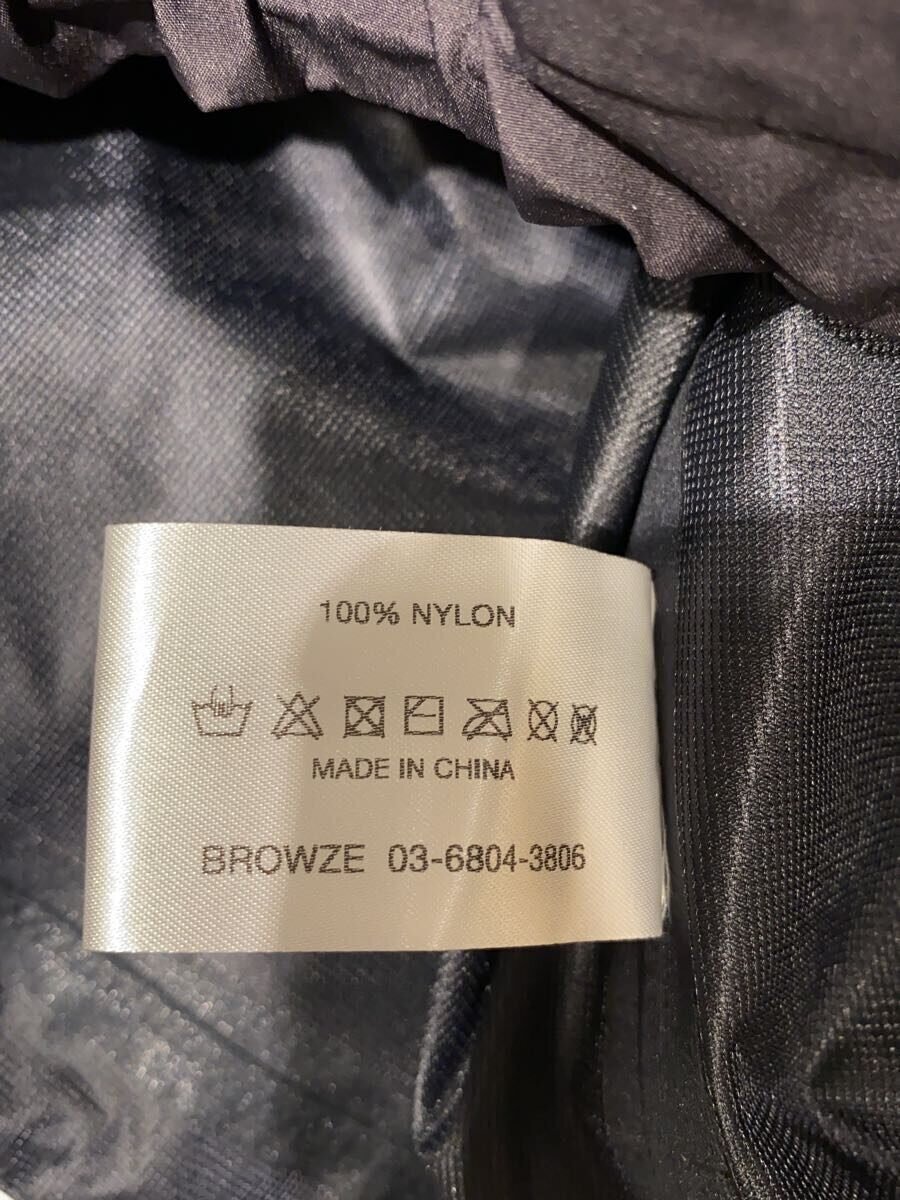 100% NYLON
MADE IN CHINA
BROWZE 03-6804-3806